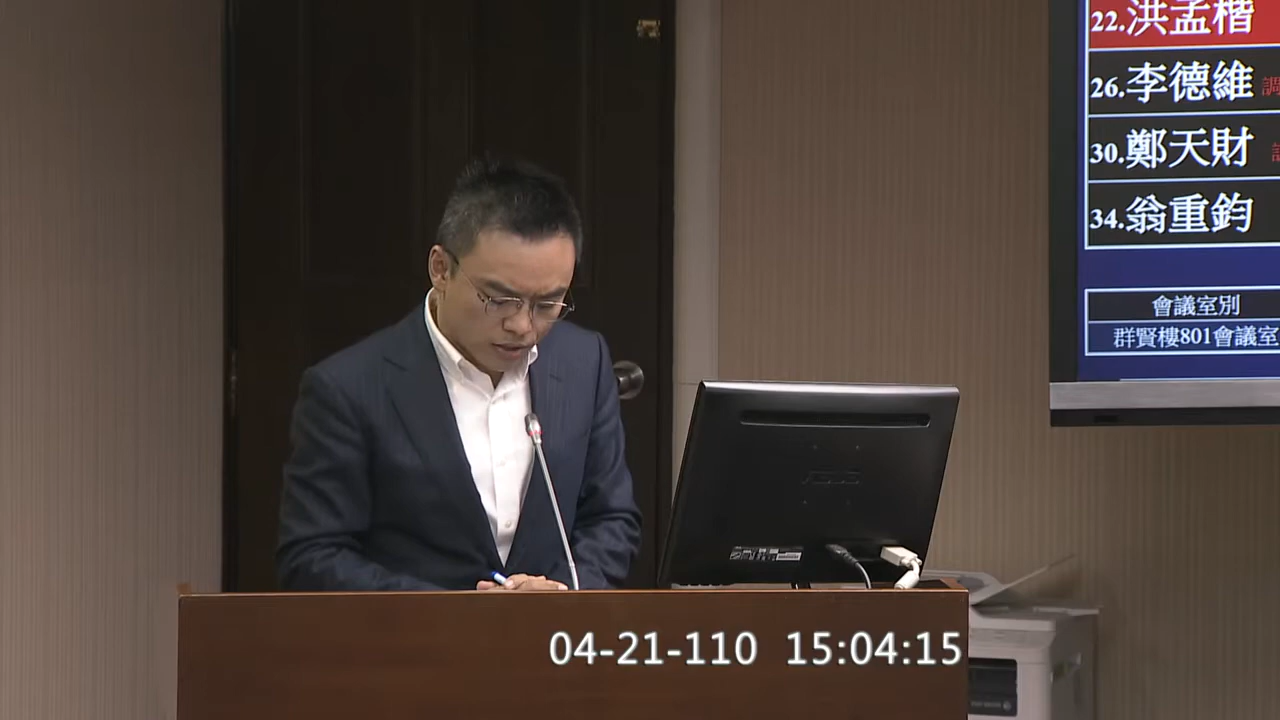 22.洪孟楷
26.李德維
30.鄭天財
34.翁重鈞
會議室別
群賢樓801會議室
04-21-110 15:04:15